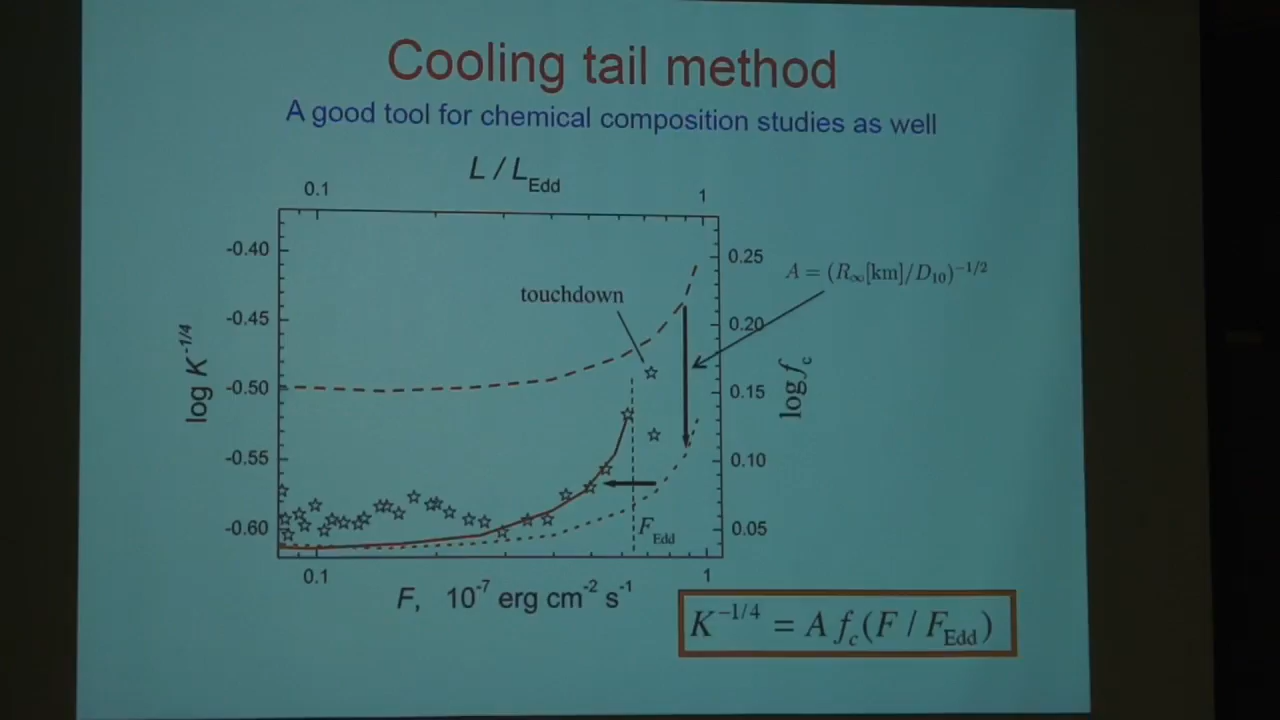 Cooling tail method
A good tool for chemical composition studies as well
L / L_Edd
0.1 1
-0.40
-0.45
-0.50
-0.55
-0.60
log K^-1/4
0.25
0.20
0.15
0.10
0.05
log f_c
touchdown
A = (R_∞[km]/D_10)^−1/2
F_Edd
0.1 1
F, 10^-7 erg cm^-2 s^-1
K^−1/4 = A f_c(F / F_Edd)